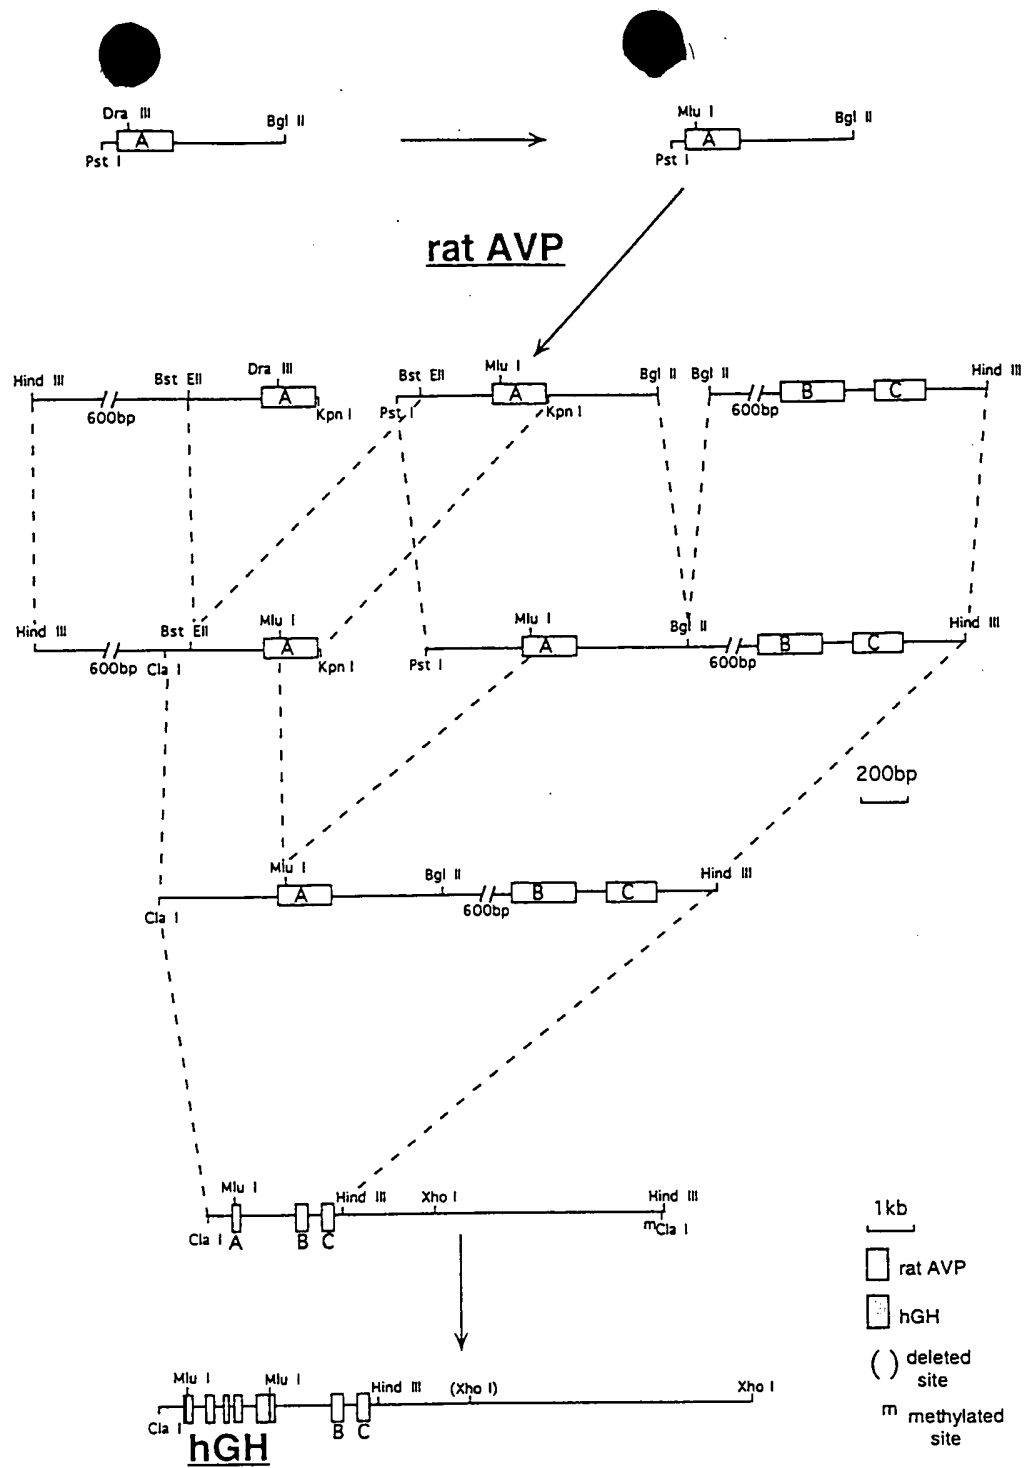 Dra III
Bgl II
A
Pst I
Mlu I
Bgl II
A
Pst I
rat AVP
Hind III
Bst EII
Dra III
A
Kpn I
600bp
Bst EII
Mlu I
A
Pst I
Kpn I
Bgl II
Bgl II
600bp
B
C
Hind III
Hind III
600bp
Cla I
Bst EII
Mlu I
A
Kpn I
Pst I
Mlu I
A
Bgl II
600bp
B
C
Hind III
200bp
Cla I
Mlu I
A
Bgl II
600bp
B
C
Hind III
Mlu I
Hind III
Xho I
Hind III
Cla I
A
B
C
m Cla I
1kb
rat AVP
hGH
( ) deleted
site
m methylated
site
Mlu I
Mlu I
Hind III
(Xho I)
Xho I
Cla I
B
C
hGH